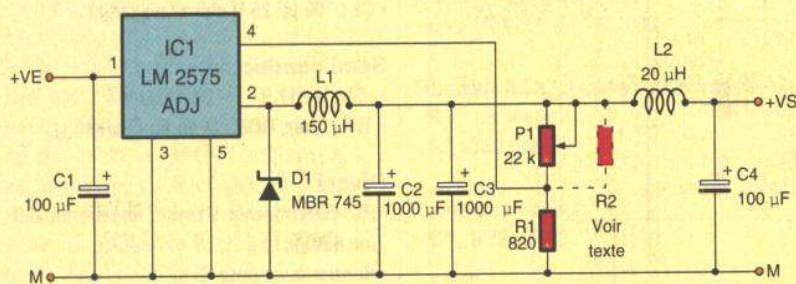 IC1
LM 2575
ADJ
1
4
2
3
5
+VE
L1
150 µH
L2
20 µH
+VS
P1
22 k
C1
100 µF
D1
MBR 745
C2
1000 µF
C3
1000 µF
R1
820
R2
Voir
texte
C4
100 µF
M
M